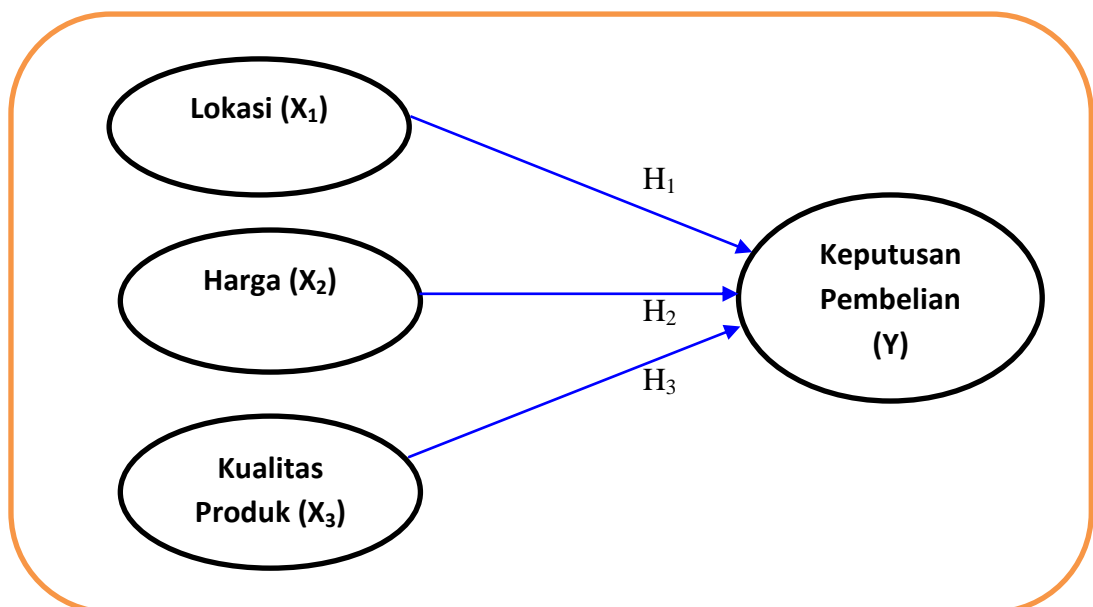 Lokasi (X₁)
H₁
Harga (X₂)
H₂
Kualitas
Produk (X₃)
H₃
Keputusan
Pembelian
(Y)